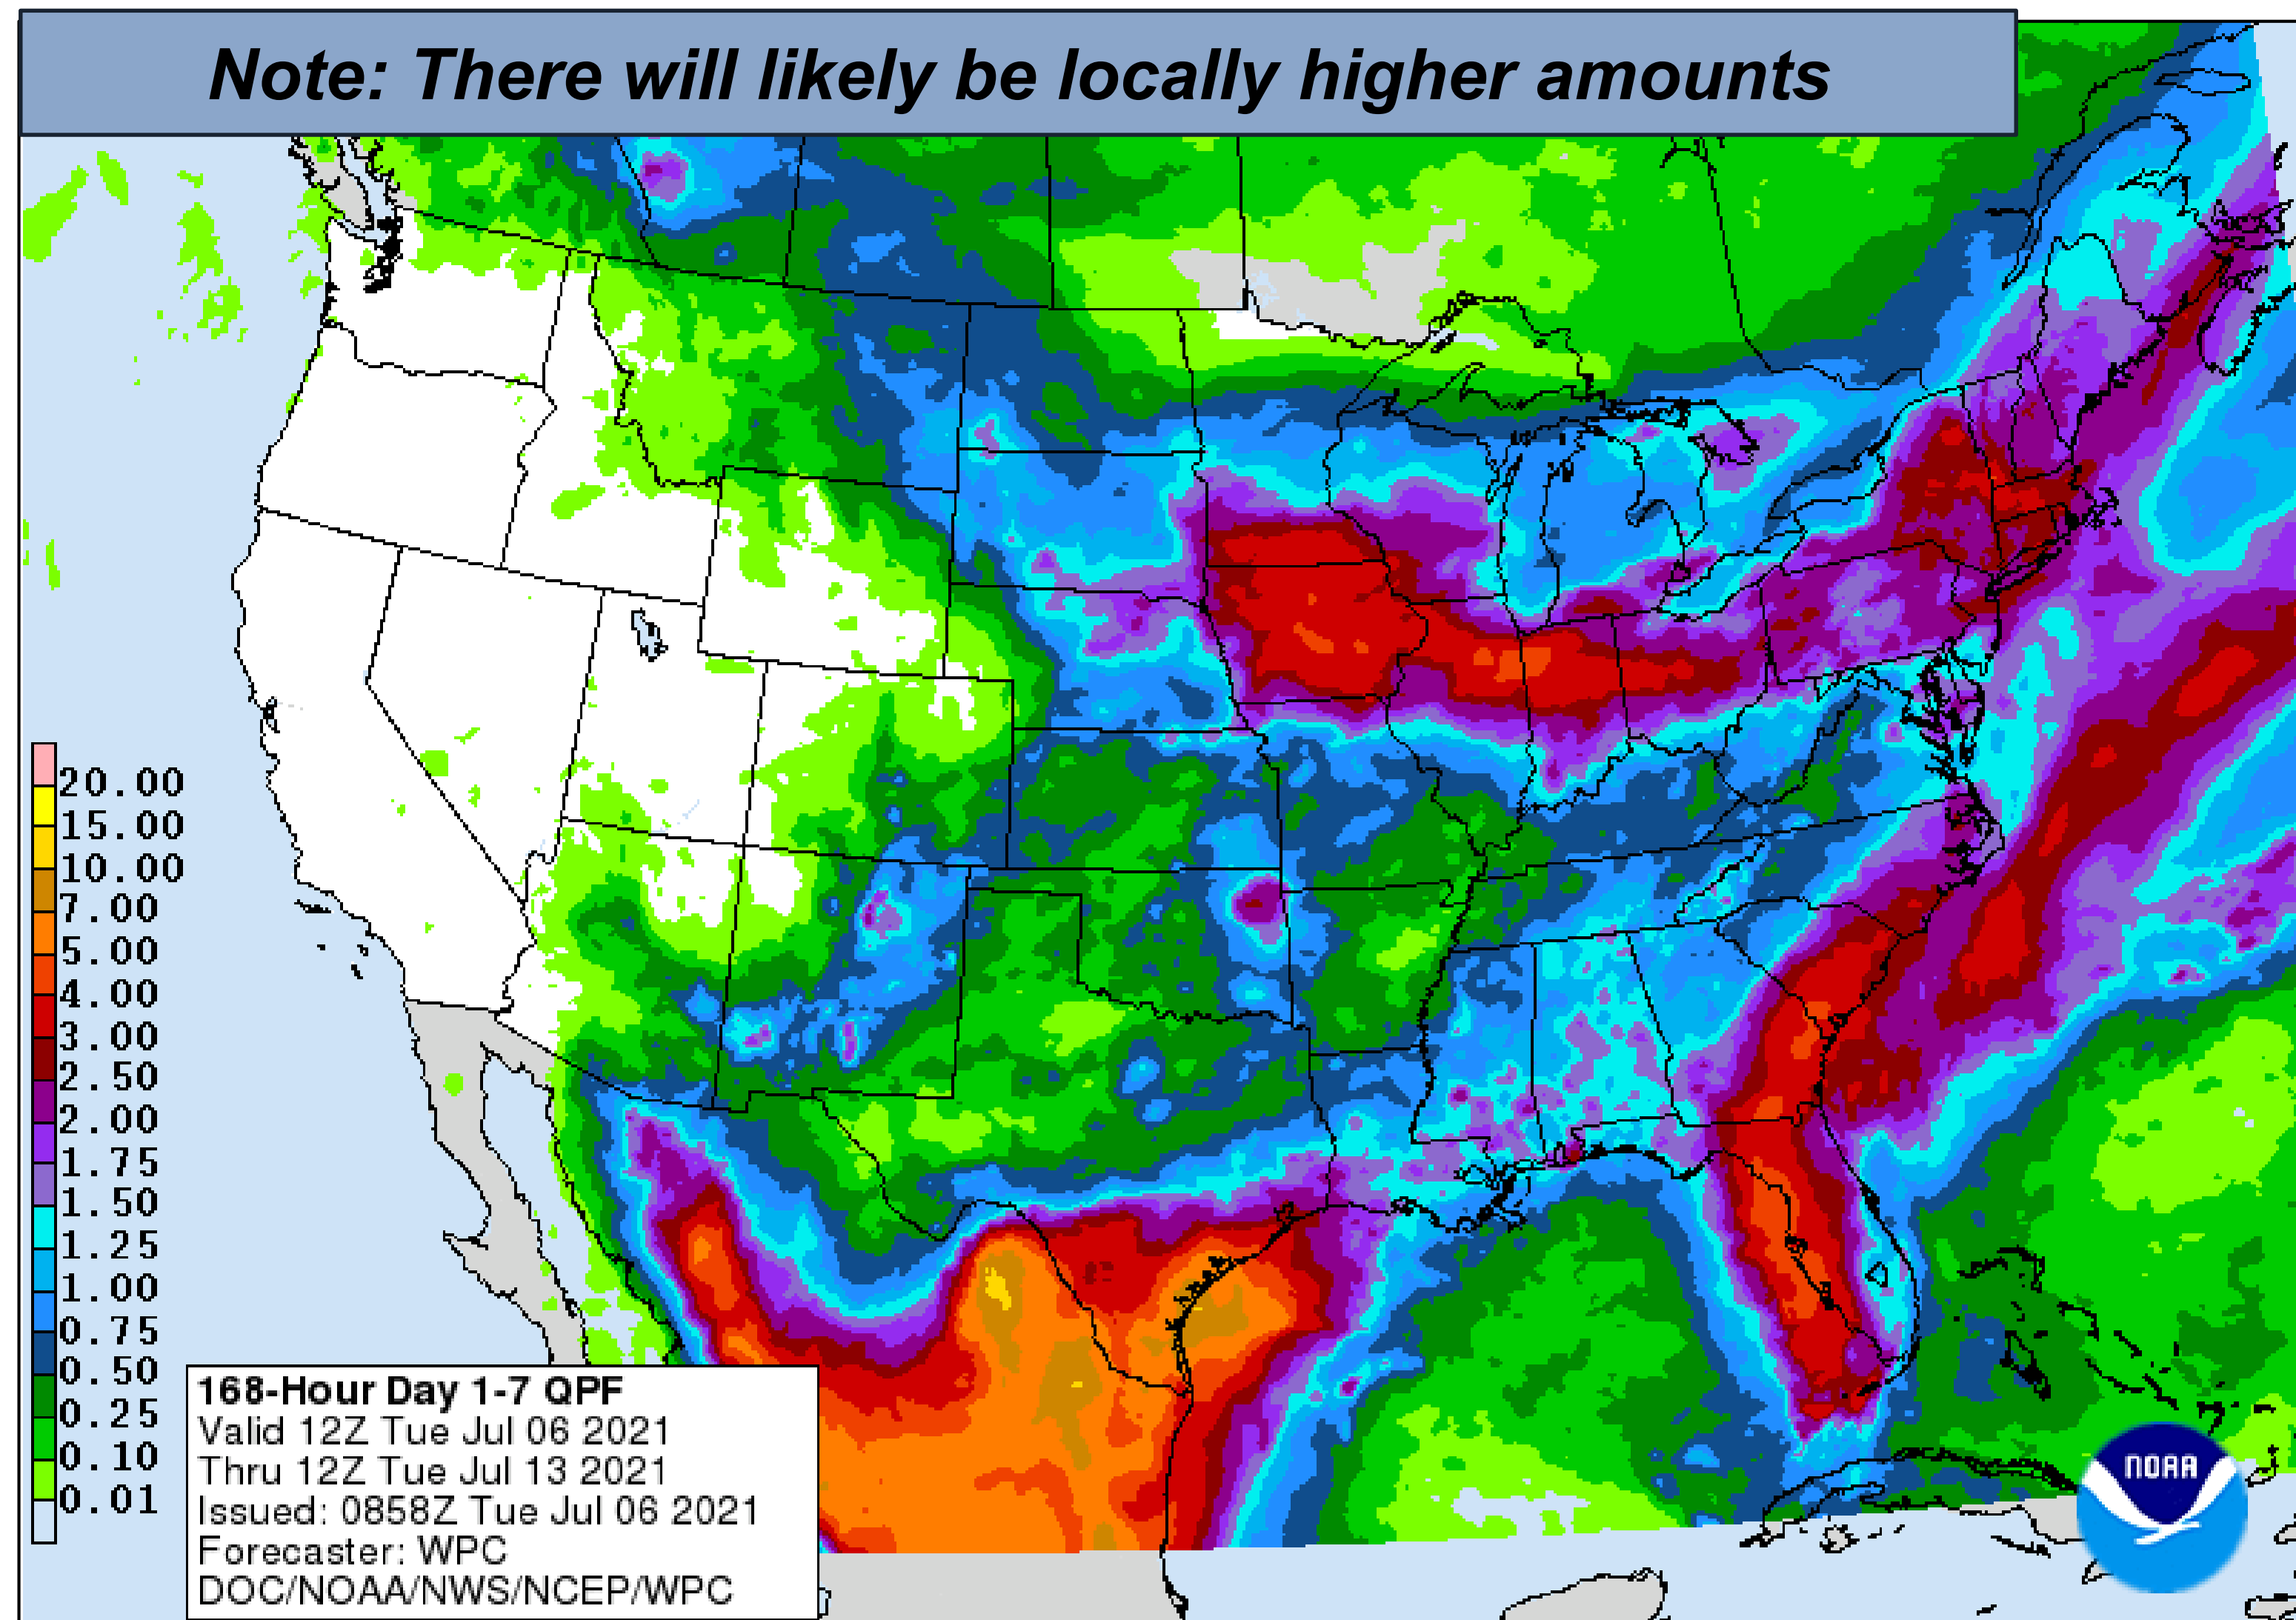 Note: There will likely be locally higher amounts
20.00
15.00
10.00
7.00
5.00
4.00
3.00
2.50
2.00
1.75
1.50
1.25
1.00
0.75
0.50
0.25
0.10
0.01
168-Hour Day 1-7 QPF
Valid 12Z Tue Jul 06 2021
Thru 12Z Tue Jul 13 2021
Issued: 0858Z Tue Jul 06 2021
Forecaster: WPC
DOC/NOAA/NWS/NCEP/WPC
NOAA